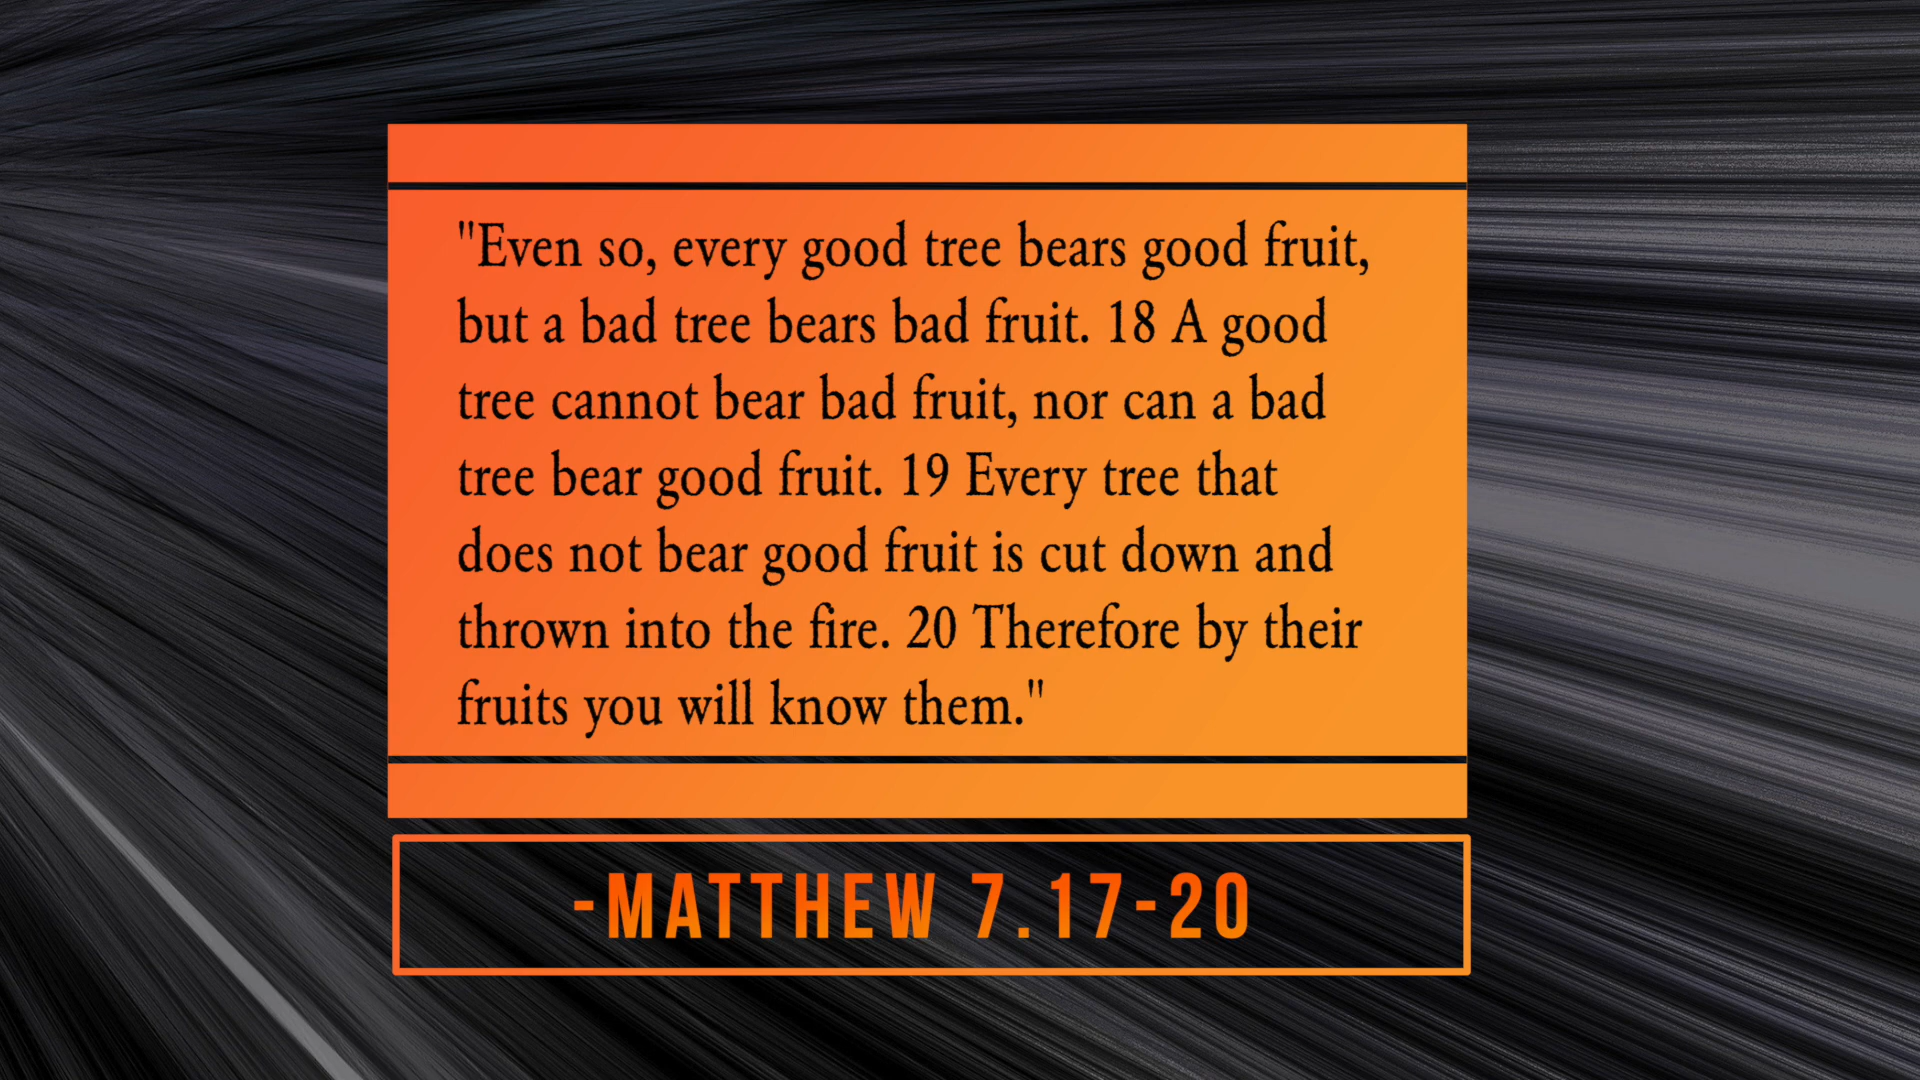 "Even so, every good tree bears good fruit,
but a bad tree bears bad fruit. 18 A good
tree cannot bear bad fruit, nor can a bad
tree bear good fruit. 19 Every tree that
does not bear good fruit is cut down and
thrown into the fire. 20 Therefore by their
fruits you will know them."
-MATTHEW 7.17-20